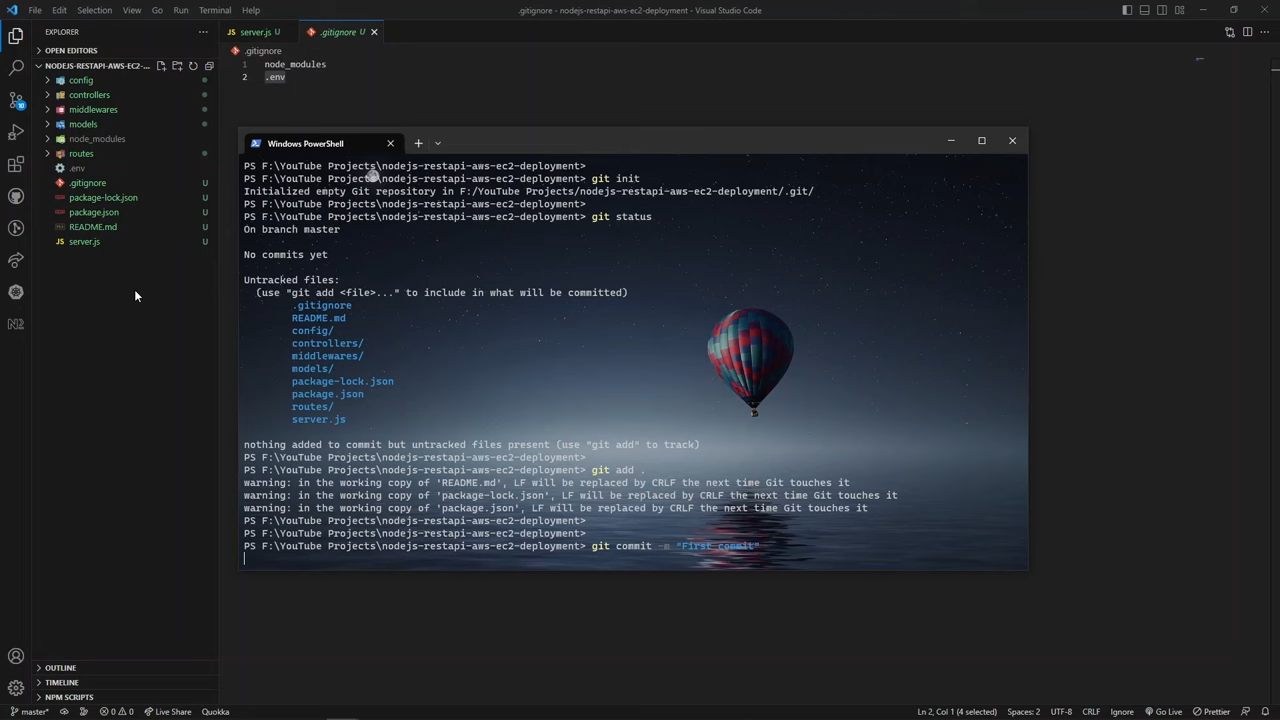 File Edit Selection View Go Run Terminal Help
.gitignore - nodejs-restapi-aws-ec2-deployment - Visual Studio Code
EXPLORER
OPEN EDITORS
NODEJS-RESTAPI-AWS-EC2-...
config
controllers
middlewares
models
node_modules
routes
.env
.gitignore U
package-lock.json U
package.json U
README.md U
server.js U
OUTLINE
TIMELINE
NPM SCRIPTS
10
server.js U
.gitignore U
.gitignore
1 node_modules
2 .env
Windows PowerShell
PS F:\YouTube Projects\nodejs-restapi-aws-ec2-deployment>
PS F:\YouTube Projects\nodejs-restapi-aws-ec2-deployment> git init
Initialized empty Git repository in F:/YouTube Projects/nodejs-restapi-aws-ec2-deployment/.git/
PS F:\YouTube Projects\nodejs-restapi-aws-ec2-deployment>
PS F:\YouTube Projects\nodejs-restapi-aws-ec2-deployment> git status
On branch master
No commits yet
Untracked files:
(use "git add <file>..." to include in what will be committed)
.gitignore
README.md
config/
controllers/
middlewares/
models/
package-lock.json
package.json
routes/
server.js
nothing added to commit but untracked files present (use "git add" to track)
PS F:\YouTube Projects\nodejs-restapi-aws-ec2-deployment>
PS F:\YouTube Projects\nodejs-restapi-aws-ec2-deployment> git add .
warning: in the working copy of 'README.md', LF will be replaced by CRLF the next time Git touches it
warning: in the working copy of 'package-lock.json', LF will be replaced by CRLF the next time Git touches it
warning: in the working copy of 'package.json', LF will be replaced by CRLF the next time Git touches it
PS F:\YouTube Projects\nodejs-restapi-aws-ec2-deployment>
PS F:\YouTube Projects\nodejs-restapi-aws-ec2-deployment>
PS F:\YouTube Projects\nodejs-restapi-aws-ec2-deployment> git commit -m "First commit"
master* 0 0 Live Share Quokka
Ln 2, Col 1 (4 selected) Spaces: 2 UTF-8 CRLF Ignore Go Live Prettier